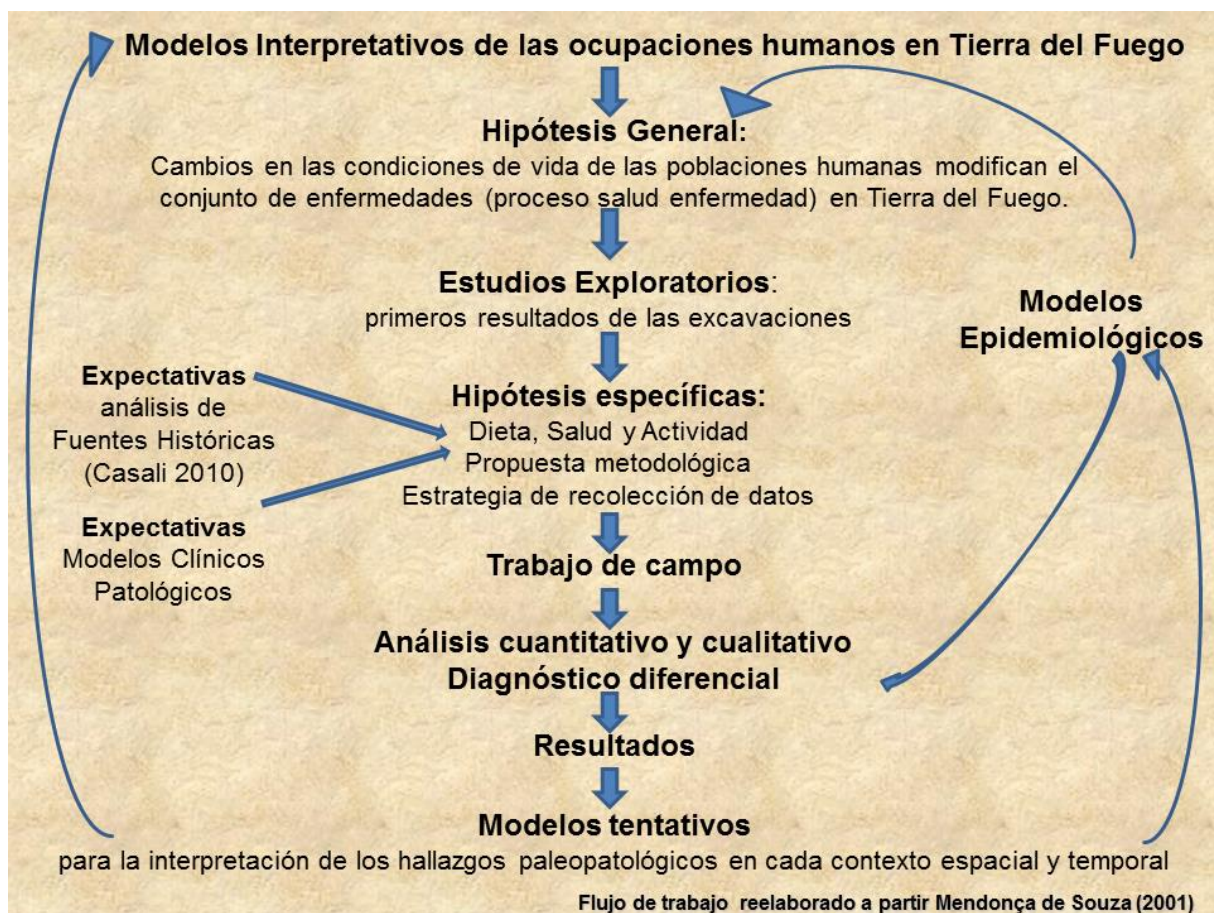 Modelos Interpretativos de las ocupaciones humanos en Tierra del Fuego
Hipótesis General:
Cambios en las condiciones de vida de las poblaciones humanas modifican el
conjunto de enfermedades (proceso salud enfermedad) en Tierra del Fuego.
Estudios Exploratorios:
primeros resultados de las excavaciones
Modelos
Epidemiológicos
Expectativas
análisis de
Fuentes Históricas
(Casali 2010)
Expectativas
Modelos Clínicos
Patológicos
Hipótesis específicas:
Dieta, Salud y Actividad
Propuesta metodológica
Estrategia de recolección de datos
Trabajo de campo
Análisis cuantitativo y cualitativo
Diagnóstico diferencial
Resultados
Modelos tentativos
para la interpretación de los hallazgos paleopatológicos en cada contexto espacial y temporal
Flujo de trabajo reelaborado a partir Mendonça de Souza (2001)